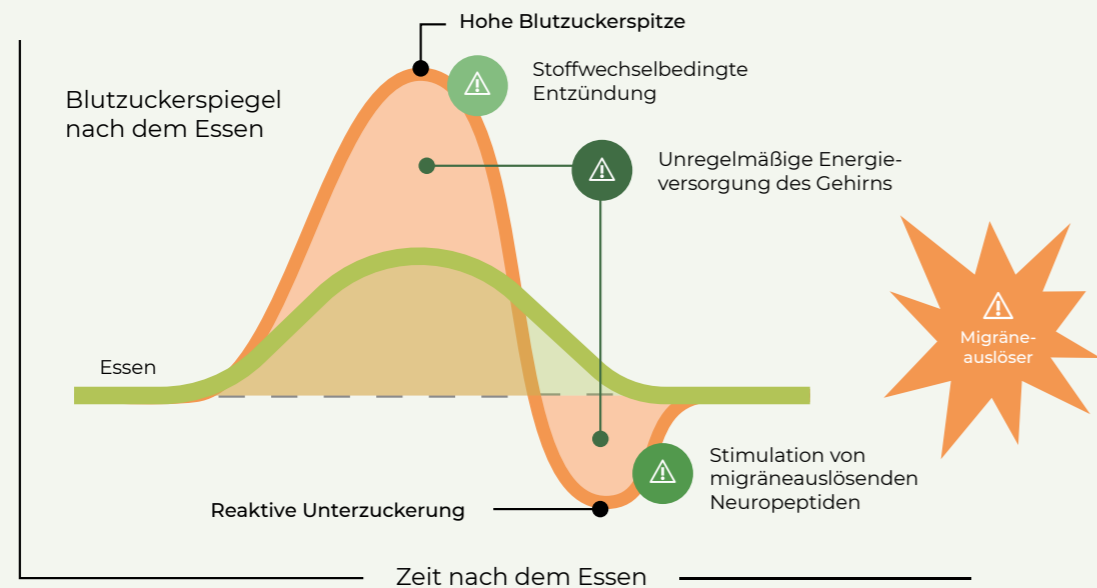 Hohe Blutzuckerspitze
Blutzuckerspiegel
nach dem Essen
Stoffwechselbedingte
Entzündung
Unregelmäßige Energie-
versorgung des Gehirns
Migräne-
auslöser
Essen
Stimulation von
migräneauslösenden
Neuropeptiden
Reaktive Unterzuckerung
Zeit nach dem Essen